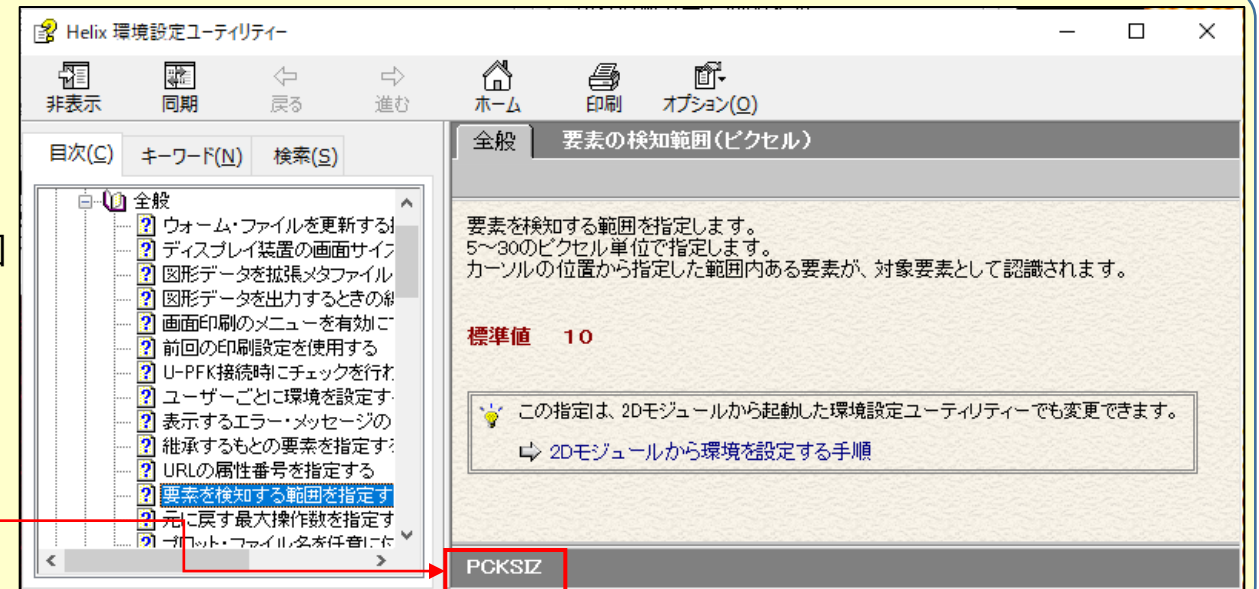 Helix 環境設定ユーティリティー
非表示 同期 戻る 進む ホーム 印刷 オプション(O)
目次(C) キーワード(N) 検索(S)
全般
ウォーム・ファイルを更新する
ディスプレイ装置の画面サイズ
図形データを拡張メタファイル
図形データを出力するときの
画面印刷のメニューを有効に
前回の印刷設定を使用する
U-PFK接続時にチェックを行わ
ユーザーごとに環境を設定す
表示するエラー・メッセージの
継承するもとの要素を指定す
URLの属性番号を指定する
要素を検知する範囲を指定す
元に戻す最大操作数を指定す
プロット・ファイル名を任意に
全般 要素の検知範囲(ピクセル)
要素を検知する範囲を指定します。
5～30のピクセル単位で指定します。
カーソルの位置から指定した範囲内ある要素が、対象要素として認識されます。
標準値 10
この指定は、2Dモジュールから起動した環境設定ユーティリティーでも変更できます。
2Dモジュールから環境を設定する手順
PCKSIZ